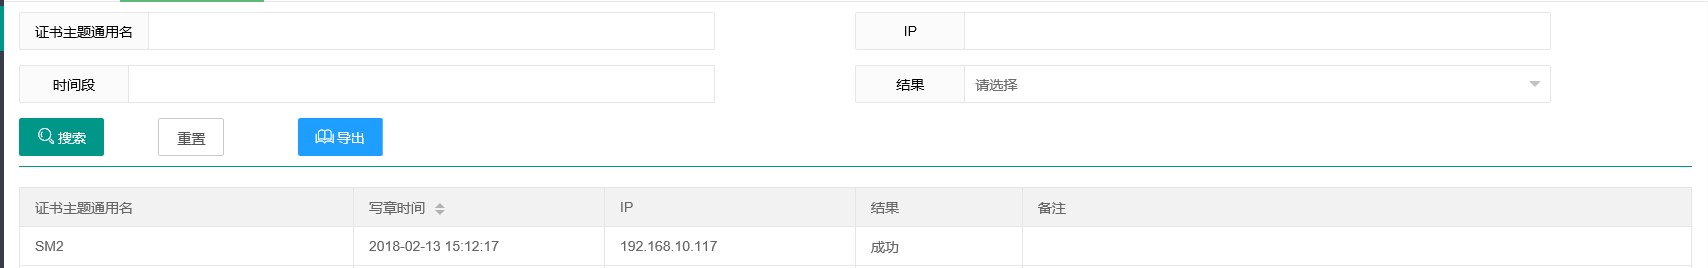 证书主题通用名 IP
时间段 结果 请选择
搜索 重置 导出
证书主题通用名 写章时间 IP 结果 备注
SM2 2018-02-13 15:12:17 192.168.10.117 成功